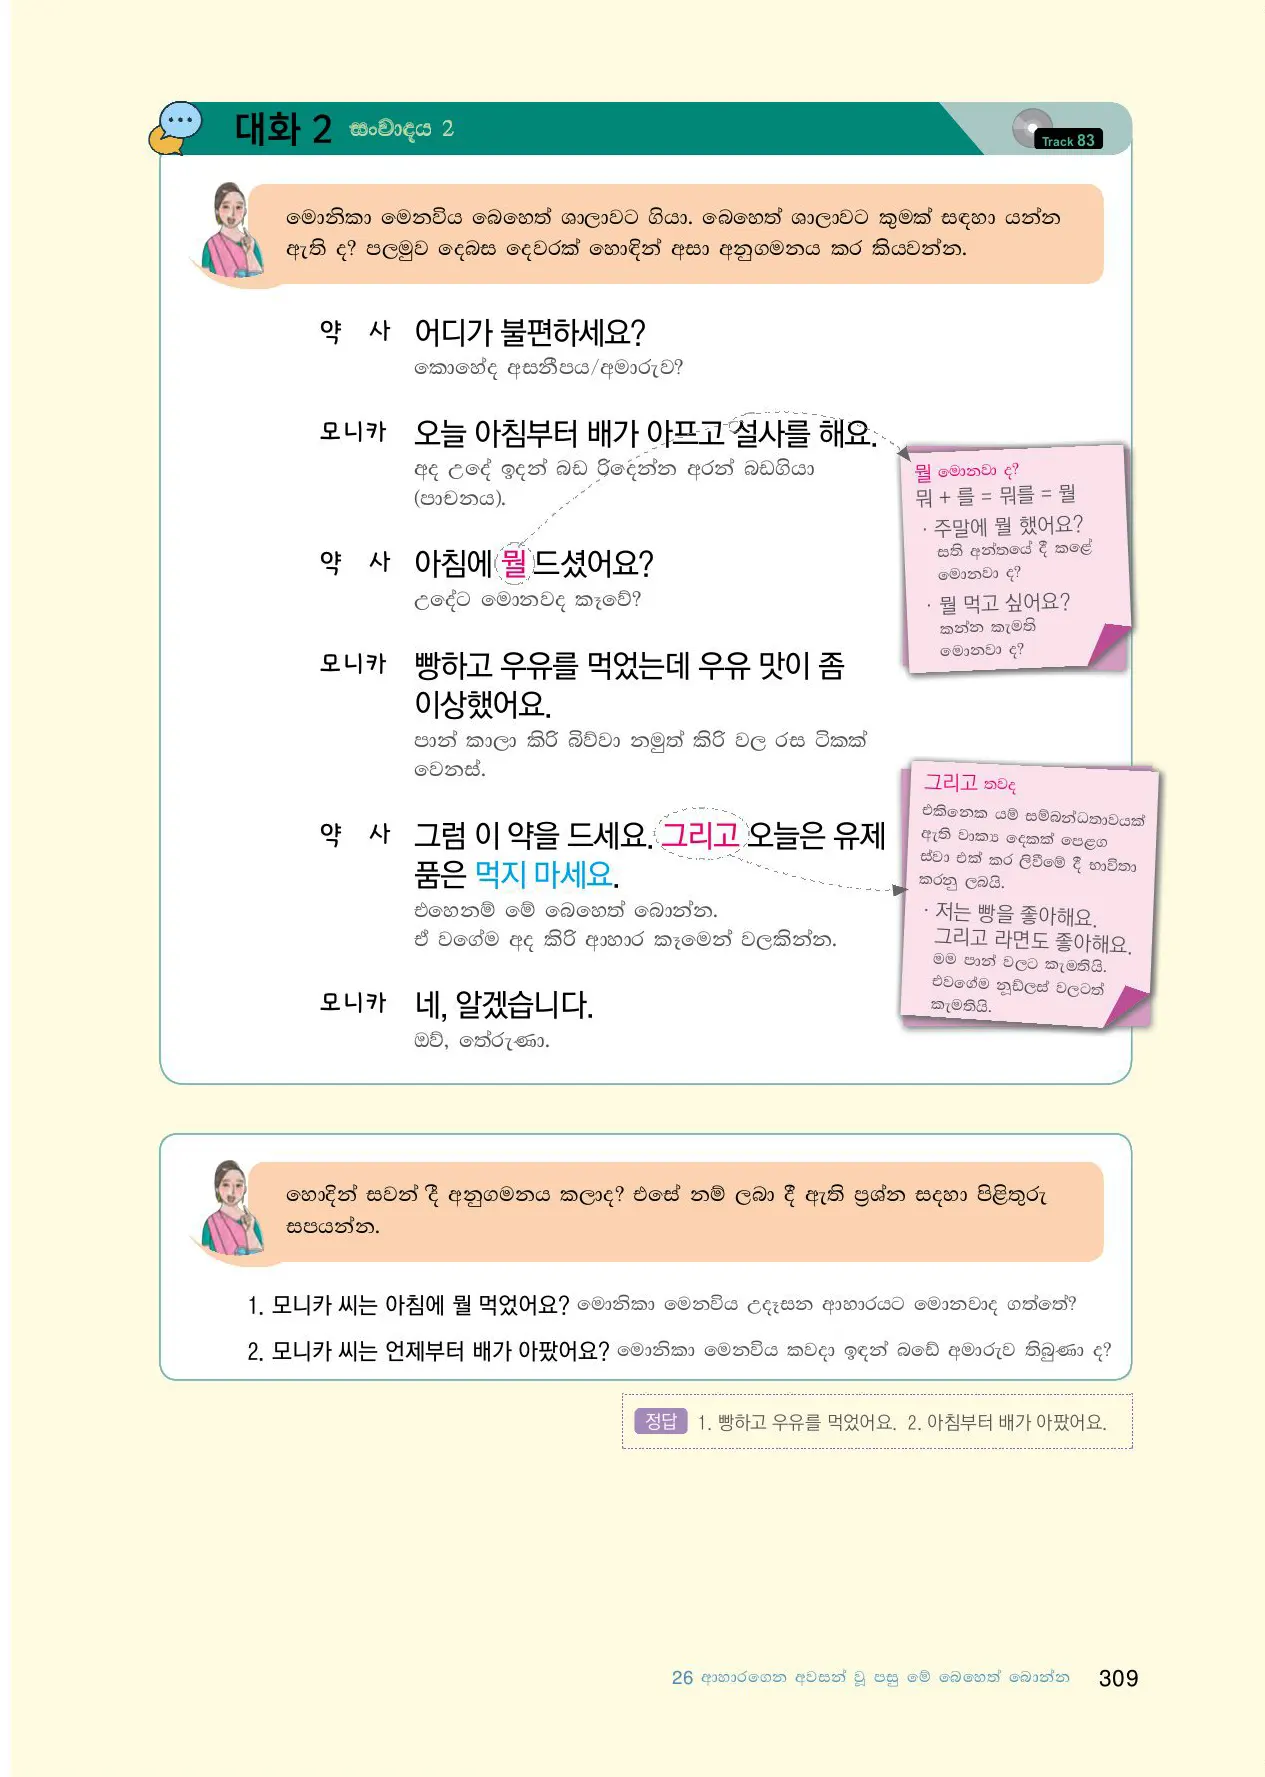 대화 2 සංවාදය 2
Track 83
මොනිකා මෙනවිය බෙහෙත් ශාලාවට ගියා. බෙහෙත් ශාලාවට කුමක් සඳහා යන්න
ඇති ද? පලමුව දෙබස දෙවරක් හොඳින් අසා අනුගමනය කර කියවන්න.
약 사 어디가 불편하세요?
කොහේද අසනීපය/අමාරුව?
모니카 오늘 아침부터 배가 아프고 설사를 해요.
අද උදේ ඉදන් බඩ රිදෙන්න අරන් බඩගියා
(පාචනය).
약 사 아침에 뭘 드셨어요?
උදේට මොනවද කෑවේ?
모니카 빵하고 우유를 먹었는데 우유 맛이 좀
이상했어요.
පාන් කාලා කිරි බිව්වා නමුත් කිරි වල රස ටිකක්
වෙනස්.
약 사 그럼 이 약을 드세요. 그리고 오늘은 유제
품은 먹지 마세요.
එහෙනම් මේ බෙහෙත් බොන්න.
ඒ වගේම අද කිරි ආහාර කෑමෙන් වලකින්න.
모니카 네, 알겠습니다.
ඔව්, තේරුණා.
뭘 මොනවා ද?
뭐 + 를 = 뭐를 = 뭘
· 주말에 뭘 했어요?
සති අන්තයේ දී කළේ
මොනවා ද?
· 뭘 먹고 싶어요?
කන්න කැමති
මොනවා ද?
그리고 තවද
එකිනෙක යම් සම්බන්ධතාවයක්
ඇති වාක්‍ය දෙකක් පෙළග
ස්වා එක් කර ලිවීමේ දී භාවිතා
කරනු ලබයි.
· 저는 빵을 좋아해요.
그리고 라면도 좋아해요.
මම පාන් වලට කැමතියි.
එවගේම නූඩ්ලස් වලටත්
කැමතියි.
හොදින් සවන් දී අනුගමනය කලාද? එසේ නම් ලබා දී ඇති ප්‍රශ්න සදහා පිළිතුරු
සපයන්න.
1. 모니카 씨는 아침에 뭘 먹었어요? මොනිකා මෙනවිය උදෑසන ආහාරයට මොනවාද ගත්තේ?
2. 모니카 씨는 언제부터 배가 아팠어요? මොනිකා මෙනවිය කවදා ඉඳන් බඩේ අමාරුව තිබුණා ද?
정답 1. 빵하고 우유를 먹었어요. 2. 아침부터 배가 아팠어요.
26 ආහාරගෙන අවසන් වූ පසු මේ බෙහෙත් බොන්න 309